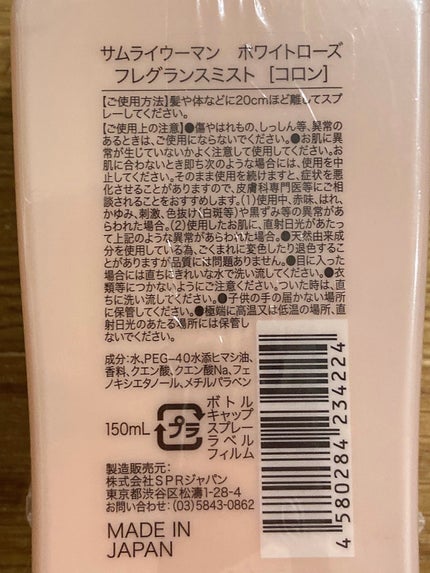 サムライウーマン　ホワイトローズ
フレグランスミスト　[コロン]
【ご使用方法】髪や体などに20cmほど離してスプ
レーしてください。
【ご使用上の注意】●傷やはれもの、しっしん等、異常の
あるときは、ご使用にならないでください。●お肌に異
常が生じていないかよく注意して使用してください。お
肌に合わないとき即ち次のような場合には、使用を中
止してください。そのまま使用を続けますと、症状を悪
化させることがありますので、皮膚科専門医等にご相
談されることをおすすめします。(1)使用中、赤味、はれ、
かゆみ、刺激、色抜け(白斑等)や黒ずみ等の異常があ
らわれた場合。(2)使用したお肌に、直射日光があたっ
て上記のような異常があらわれた場合。●天然由来成
分を使用している為、ごくまれに変色したり退色するこ
とがありますが品質には問題ありません。●目に入った
場合には直ちにきれいな水で洗い流してください。●衣
類等につかないようにご注意ください。ついた時は、直
ちに洗い流してください。●子供の手の届かない場所
に保管してください。●極端に高温又は低温の場所、直
射日光のあたる場所には保管し
ないでください。
成分：水、PEG-40水添ヒマシ油、
香料、クエン酸、クエン酸Na、フェ
ノキシエタノール、メチルパラベン
150mL
プラ
ボトル
キャップ
スプレー
ラベル
フィルム
製造販売元：
株式会社SPRジャパン
東京都渋谷区松濤1-28-4
お問い合わせ：(03)5843-0862
MADE IN
JAPAN
4 580284 234224